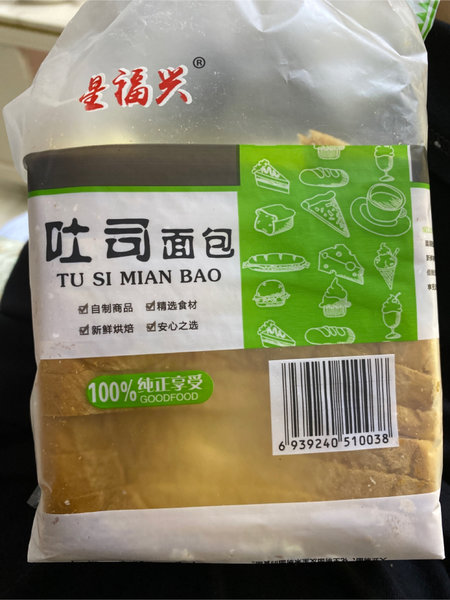 星福兴®
吐司面包
TU SI MIAN BAO
☑自制商品 ☑精选食材
☑新鲜烘焙 ☑安心之选
100%纯正享受
GOODFOOD
6 939240 510038